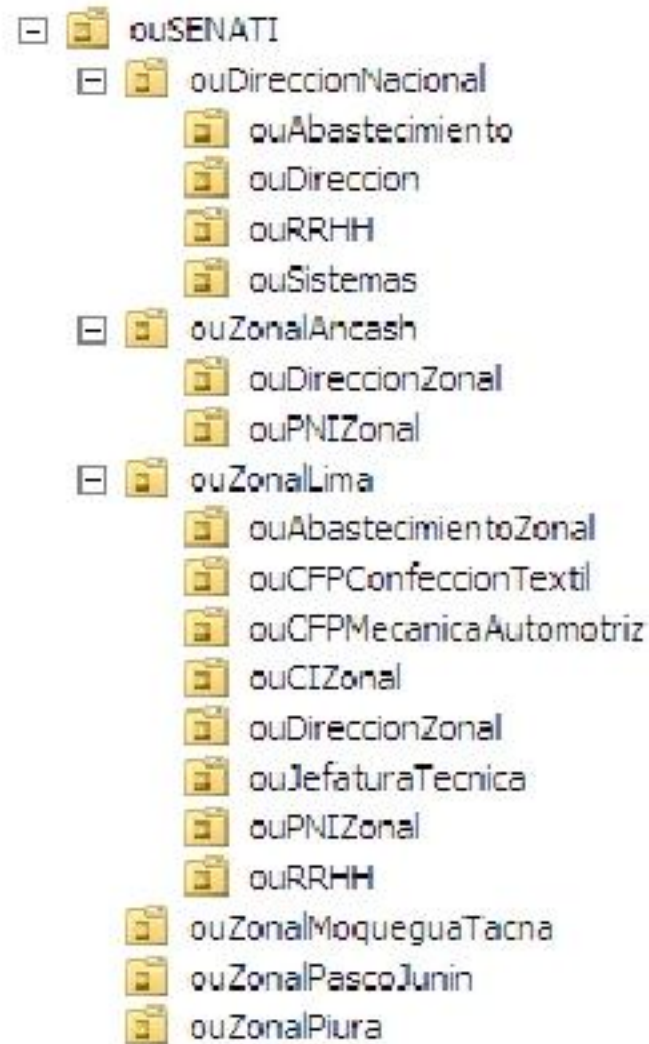 ouSENATI
ouDireccionNacional
ouAbastecimiento
ouDireccion
ouRRHH
ouSistemas
ouZonalAncash
ouDireccionZonal
ouPNIZonal
ouZonalLima
ouAbastecimientoZonal
ouCFPConfeccionTextil
ouCFPMecanicaAutomotriz
ouCIZonal
ouDireccionZonal
ouJefaturaTecnica
ouPNIZonal
ouRRHH
ouZonalMoqueguaTacna
ouZonalPascoJunin
ouZonalPiura